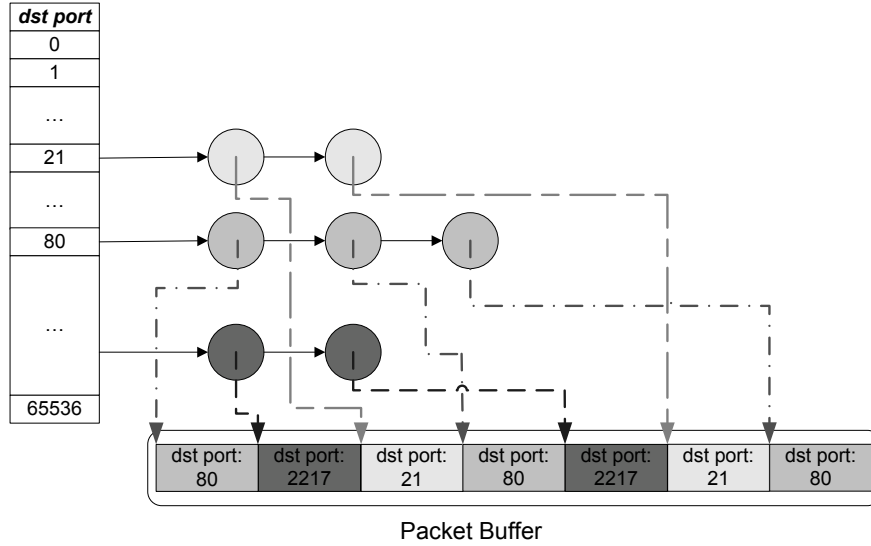 dst port
0
1
...
21
...
80
...
65536
dst port: 80
dst port: 2217
dst port: 21
dst port: 80
dst port: 2217
dst port: 21
dst port: 80
Packet Buffer